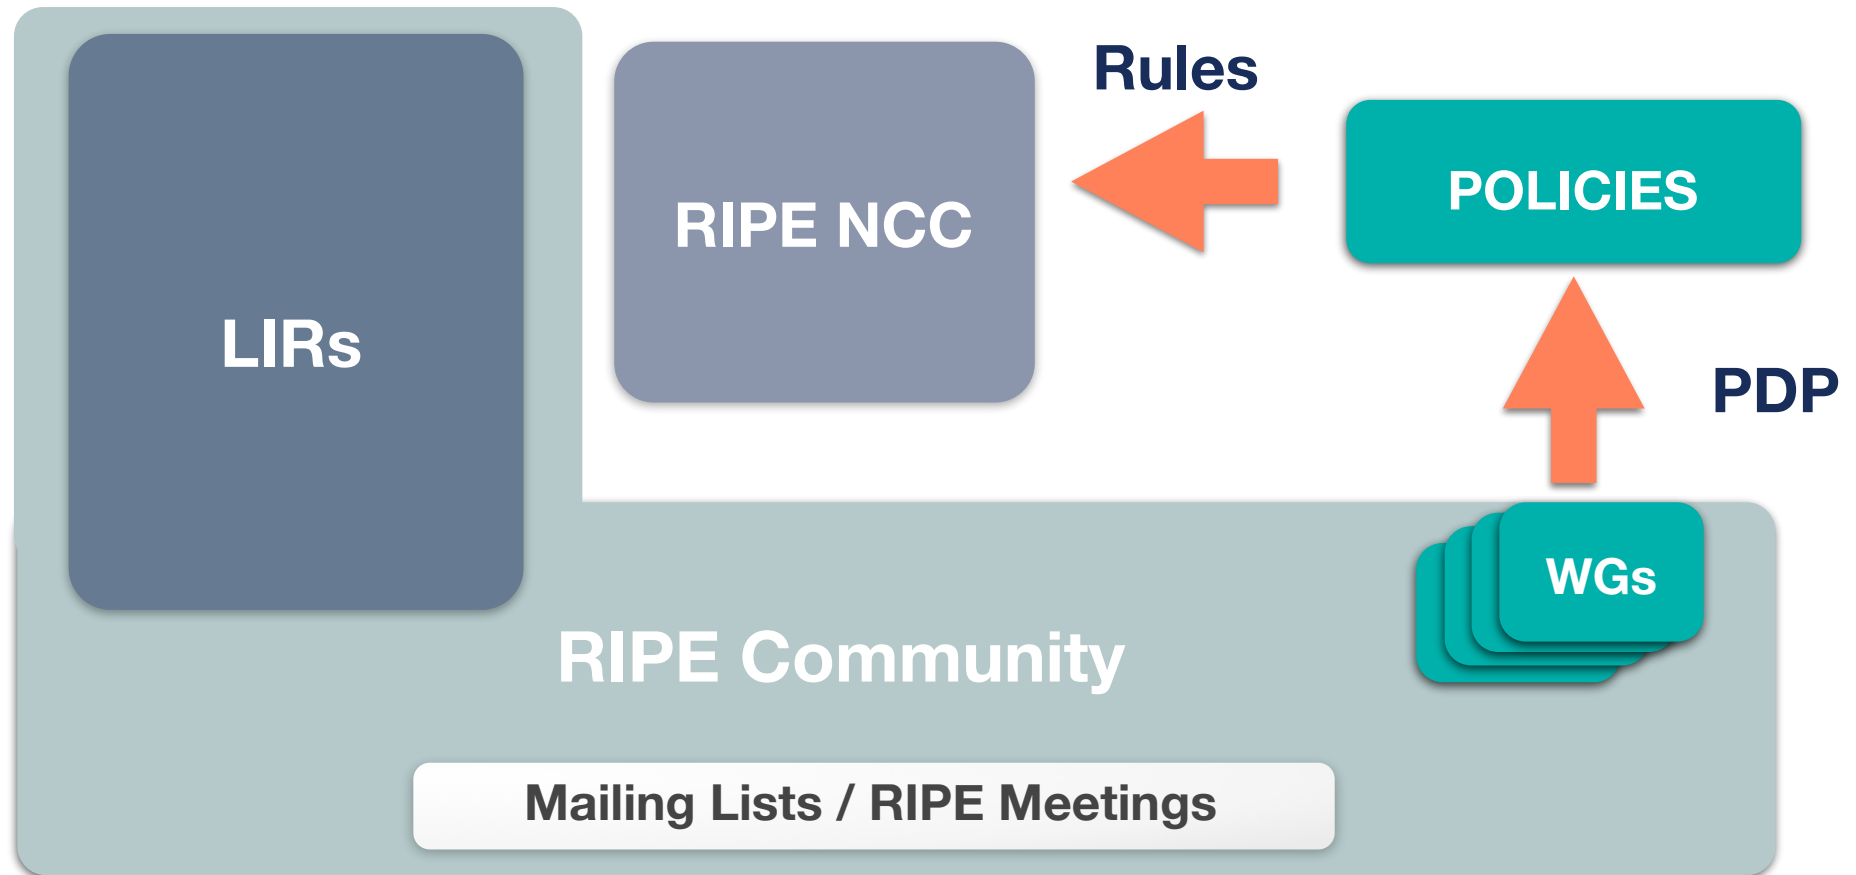 Rules
RIPE NCC
POLICIES
LIRs
PDP
WGs
RIPE Community
Mailing Lists / RIPE Meetings